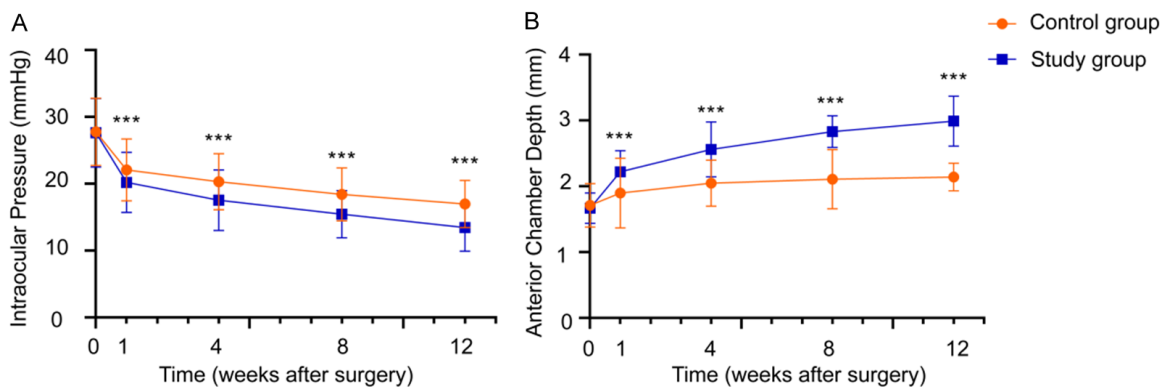 A
Intraocular Pressure (mmHg)
40
30
20
10
0
***
***
***
***
0 1 4 8 12
Time (weeks after surgery)
B
Anterior Chamber Depth (mm)
4
3
2
1
0
***
***
***
***
0 1 4 8 12
Time (weeks after surgery)
Control group
Study group